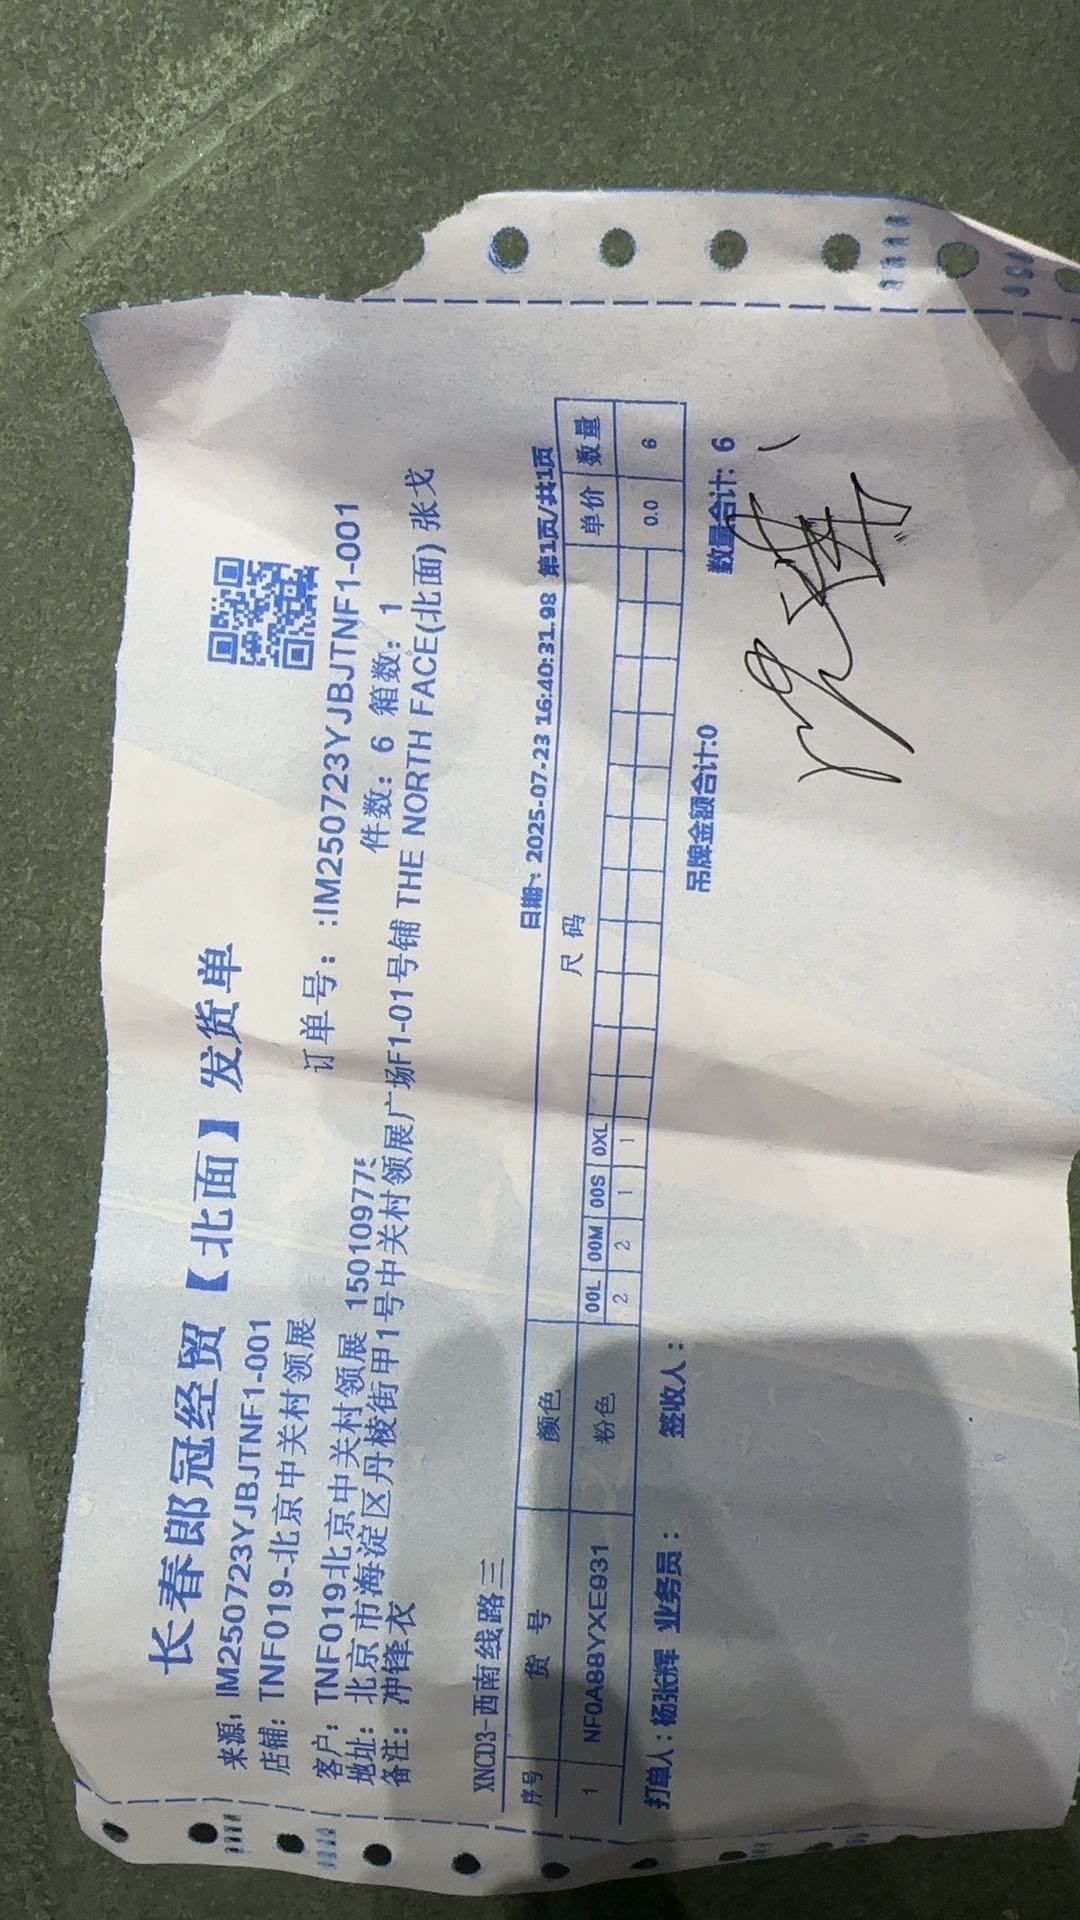 长春郎冠经贸【北面】发货单
来源: IM250723YJBJTNF1-001
店铺: TNF019-北京中关村领展
订单号: :IM250723YJBJTNF1-001
客户: TNF019北京中关村领展 150109775
件数: 6 箱数: 1
地址: 北京市海淀区丹棱街甲1号中关村领展广场F1-01号铺 THE NORTH FACE(北面) 张戈
备注: 冲锋衣
XNCD3-西南线路三
日期: 2025-07-23 16:40:31.98 第1页/共1页
序号 货 号 颜色 尺 码 单价 数量
00L 00M 00S 0XL
1 NF0A88YXE931 粉色 2 2 1 1 0.0 6
打单人: 杨张辉 业务员: 签收人: 吊牌金额合计:0 数量合计: 6